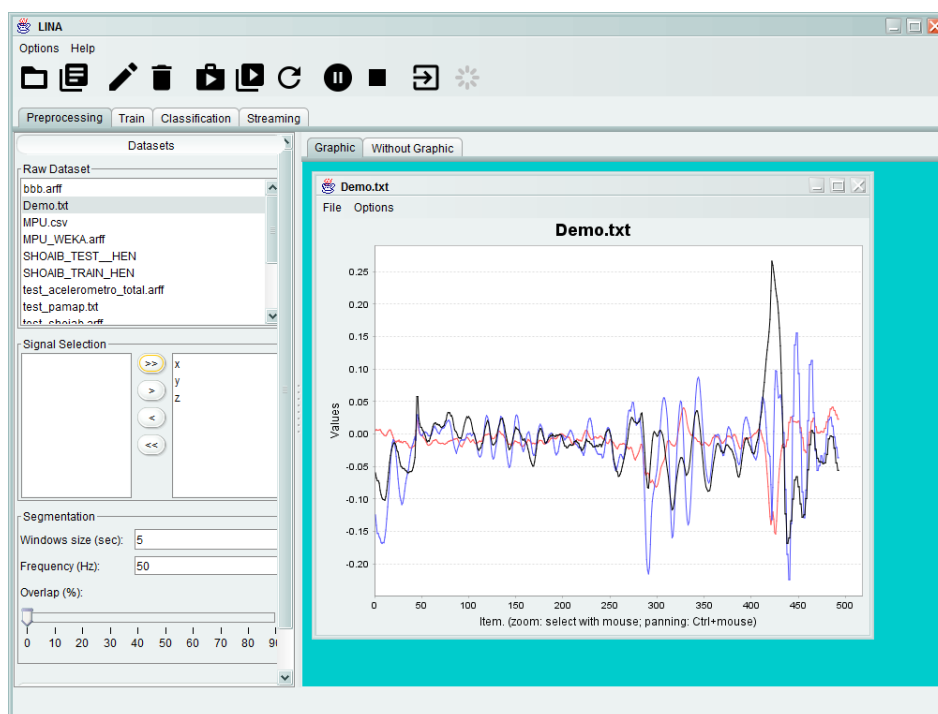 LINA
Options Help
Preprocessing Train Classification Streaming
Datasets
Raw Dataset
bbb.arff
Demo.txt
MPU.csv
MPU_WEKA.arff
SHOAIB_TEST__HEN
SHOAIB_TRAIN_HEN
test_acelerometro_total.arff
test_pamap.txt
test_shoiab.arff
Signal Selection
>>
>
<
<<
x
y
z
Segmentation
Windows size (sec): 5
Frequency (Hz): 50
Overlap (%):
0 10 20 30 40 50 60 70 80
Graphic Without Graphic
Demo.txt
File Options
Demo.txt
Values
0.25
0.20
0.15
0.10
0.05
0.00
-0.05
-0.10
-0.15
-0.20
0 50 100 150 200 250 300 350 400 450 500
Item. (zoom: select with mouse; panning: Ctrl+mouse)